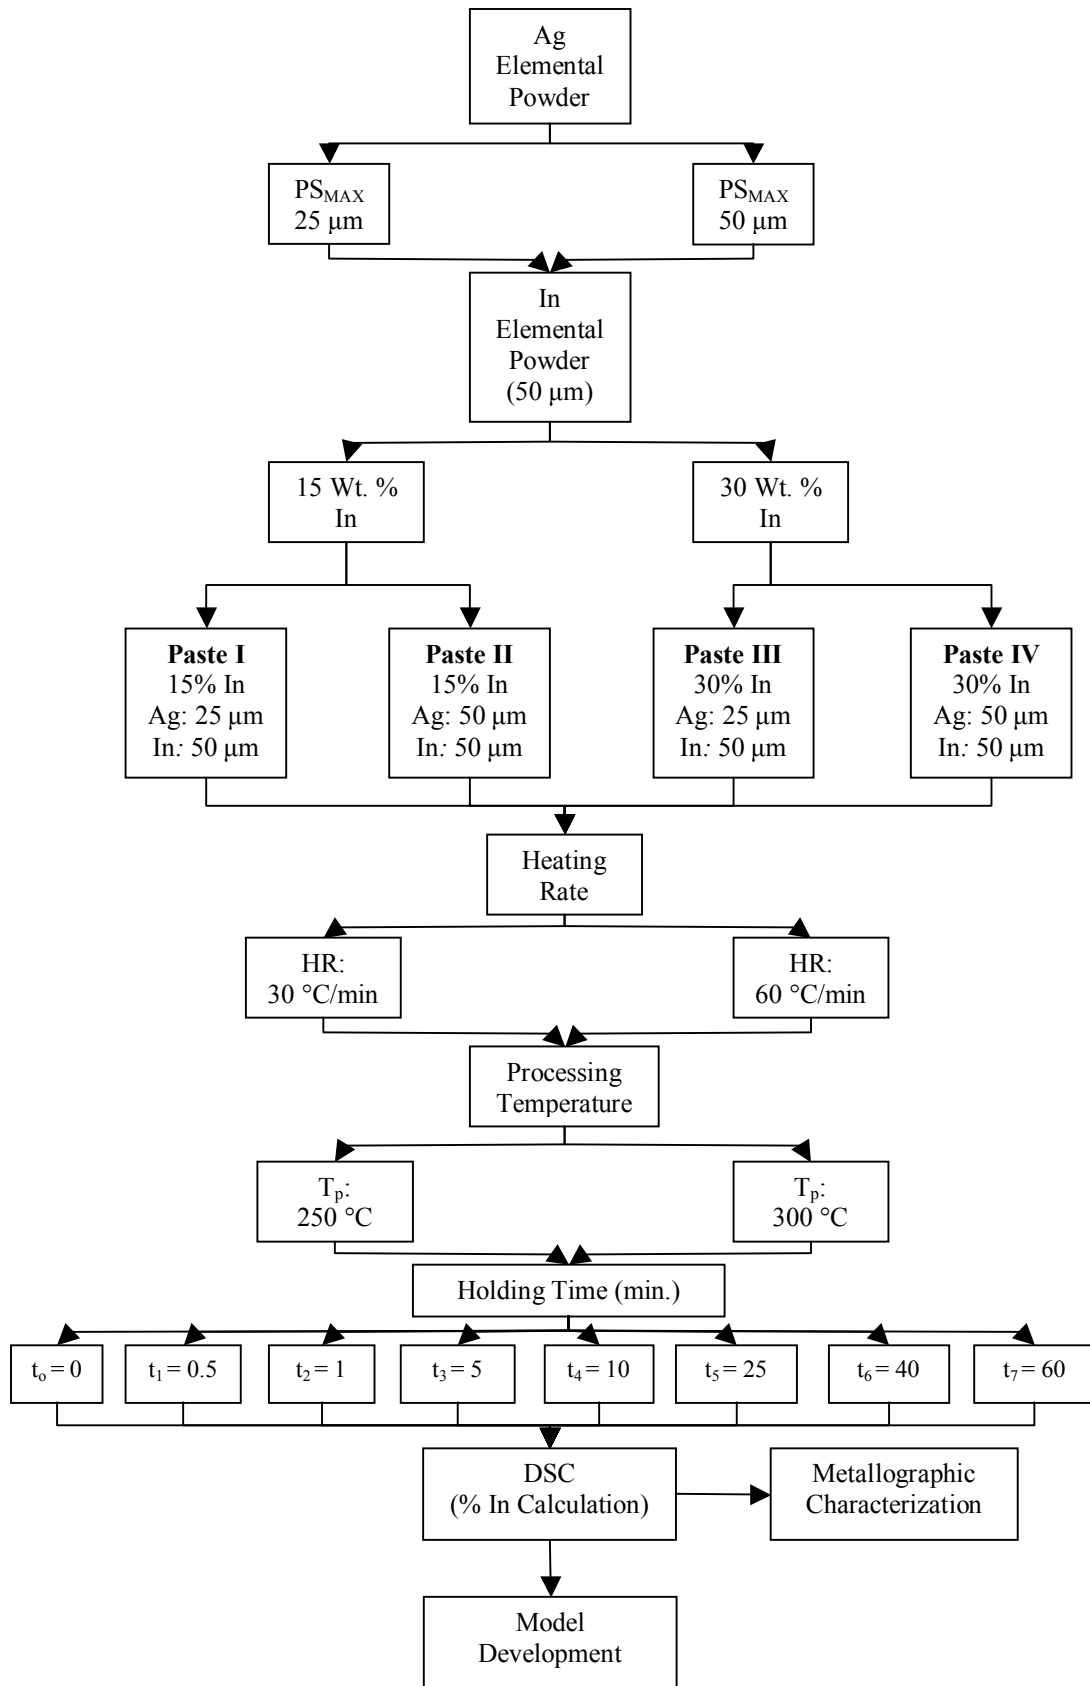 Ag
Elemental
Powder
PSMAX
25 μm
PSMAX
50 μm
In
Elemental
Powder
(50 μm)
15 Wt. %
In
30 Wt. %
In
Paste I
15% In
Ag: 25 μm
In: 50 μm
Paste II
15% In
Ag: 50 μm
In: 50 μm
Paste III
30% In
Ag: 25 μm
In: 50 μm
Paste IV
30% In
Ag: 50 μm
In: 50 μm
Heating
Rate
HR:
30 °C/min
HR:
60 °C/min
Processing
Temperature
Tp:
250 °C
Tp:
300 °C
Holding Time (min.)
to = 0
t1 = 0.5
t2 = 1
t3 = 5
t4 = 10
t5 = 25
t6 = 40
t7 = 60
DSC
(% In Calculation)
Metallographic
Characterization
Model
Development